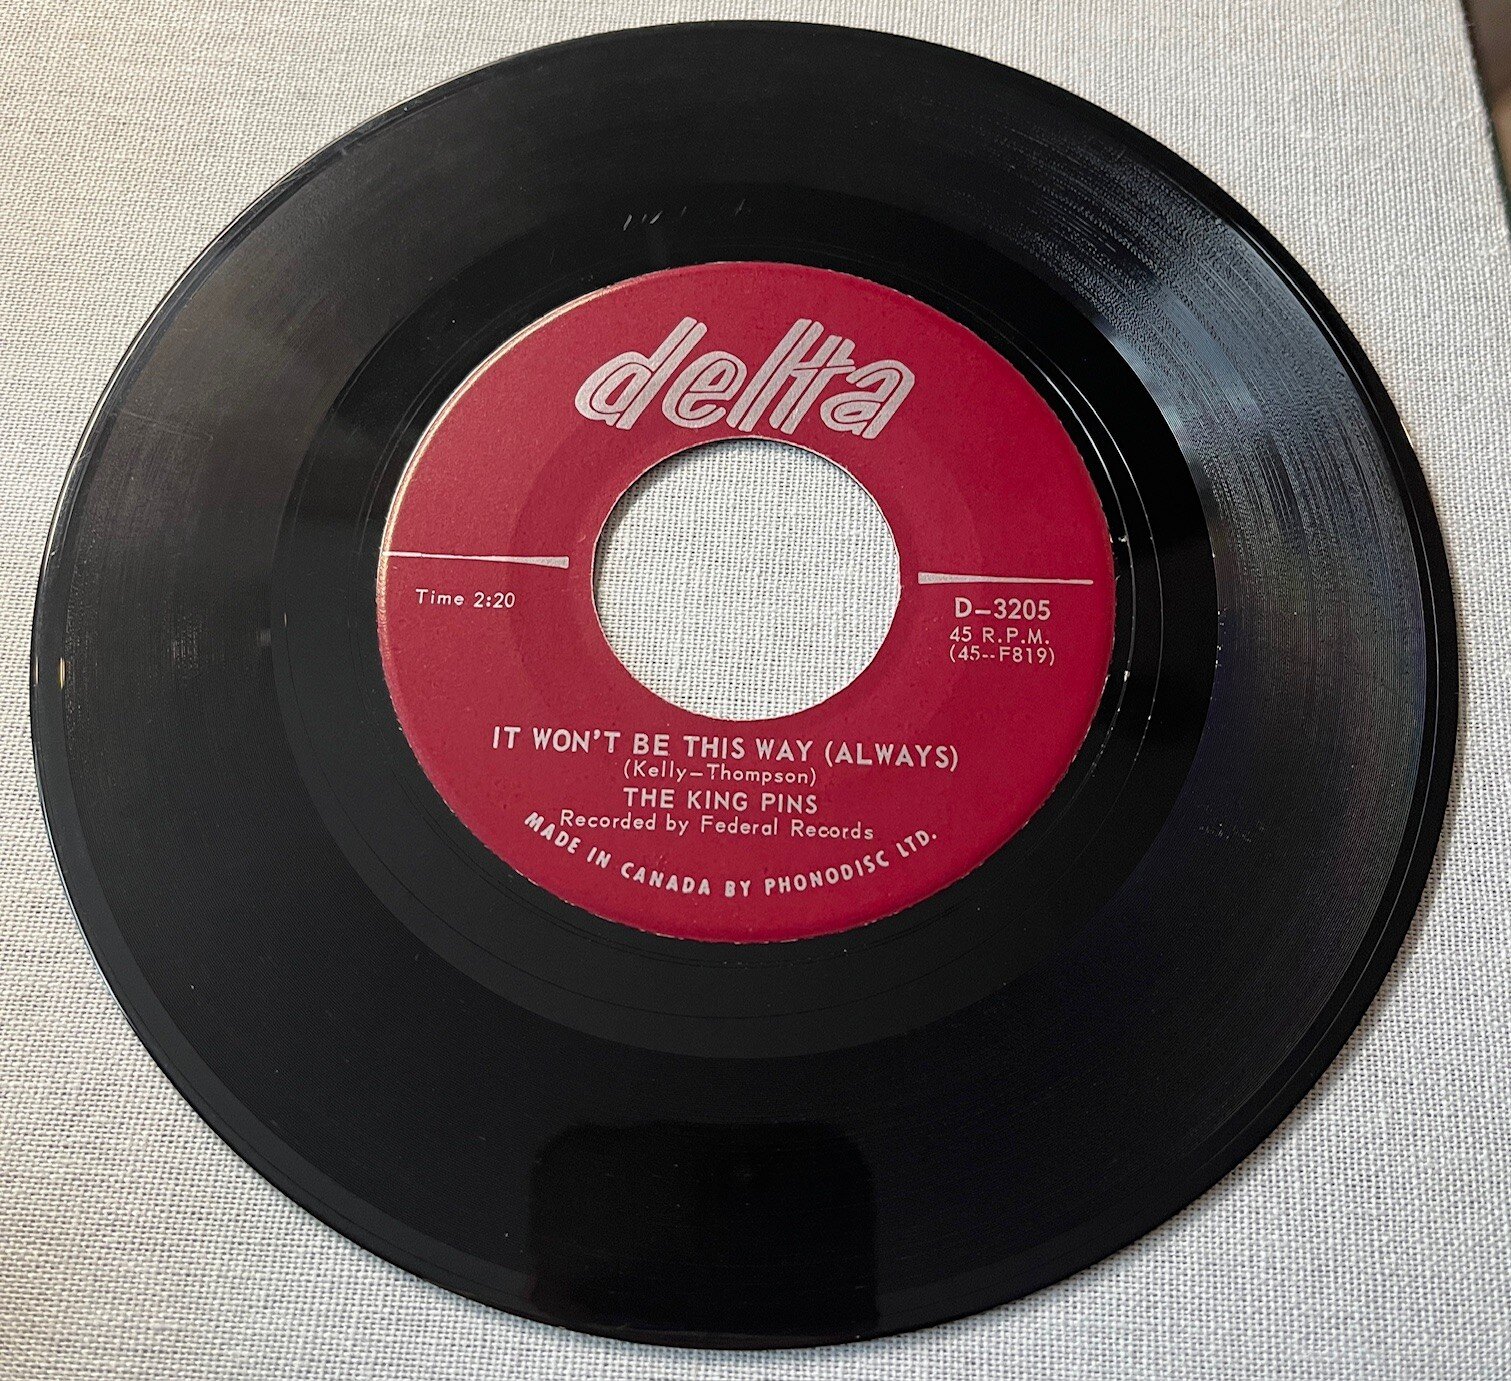 delta
Time 2:20
D-3205
45 R.P.M.
(45--F819)
IT WON'T BE THIS WAY (ALWAYS)
(Kelly-Thompson)
THE KING PINS
Recorded by Federal Records
MADE IN CANADA BY PHONODISC LTD.